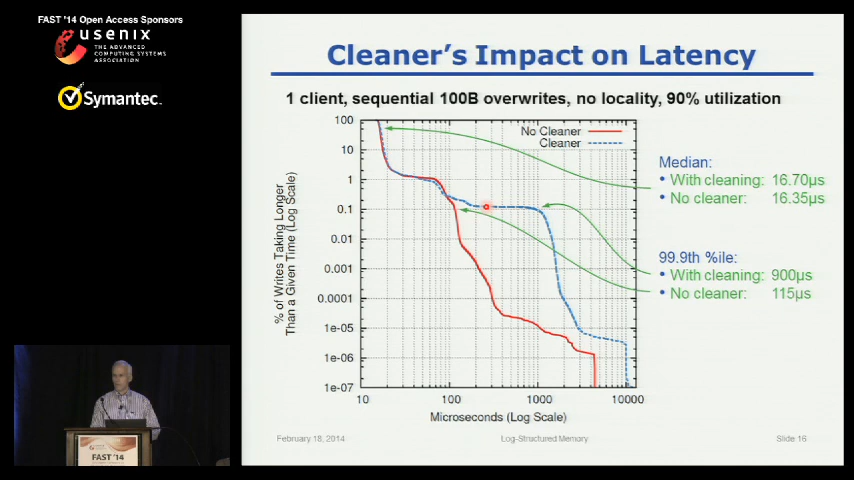 FAST '14 Open Access Sponsors
usenix
THE ADVANCED
COMPUTING SYSTEMS
ASSOCIATION
Symantec.
Cleaner's Impact on Latency
1 client, sequential 100B overwrites, no locality, 90% utilization
% of Writes Taking Longer
Than a Given Time (Log Scale)
100
10
1
0.1
0.01
0.001
0.0001
1e-05
1e-06
1e-07
No Cleaner
Cleaner
10
100
1000
10000
Microseconds (Log Scale)
Median:
• With cleaning: 16.70µs
• No cleaner: 16.35µs
99.9th %ile:
• With cleaning: 900µs
• No cleaner: 115µs
February 18, 2014
Log-Structured Memory
Slide 16
FAST '14